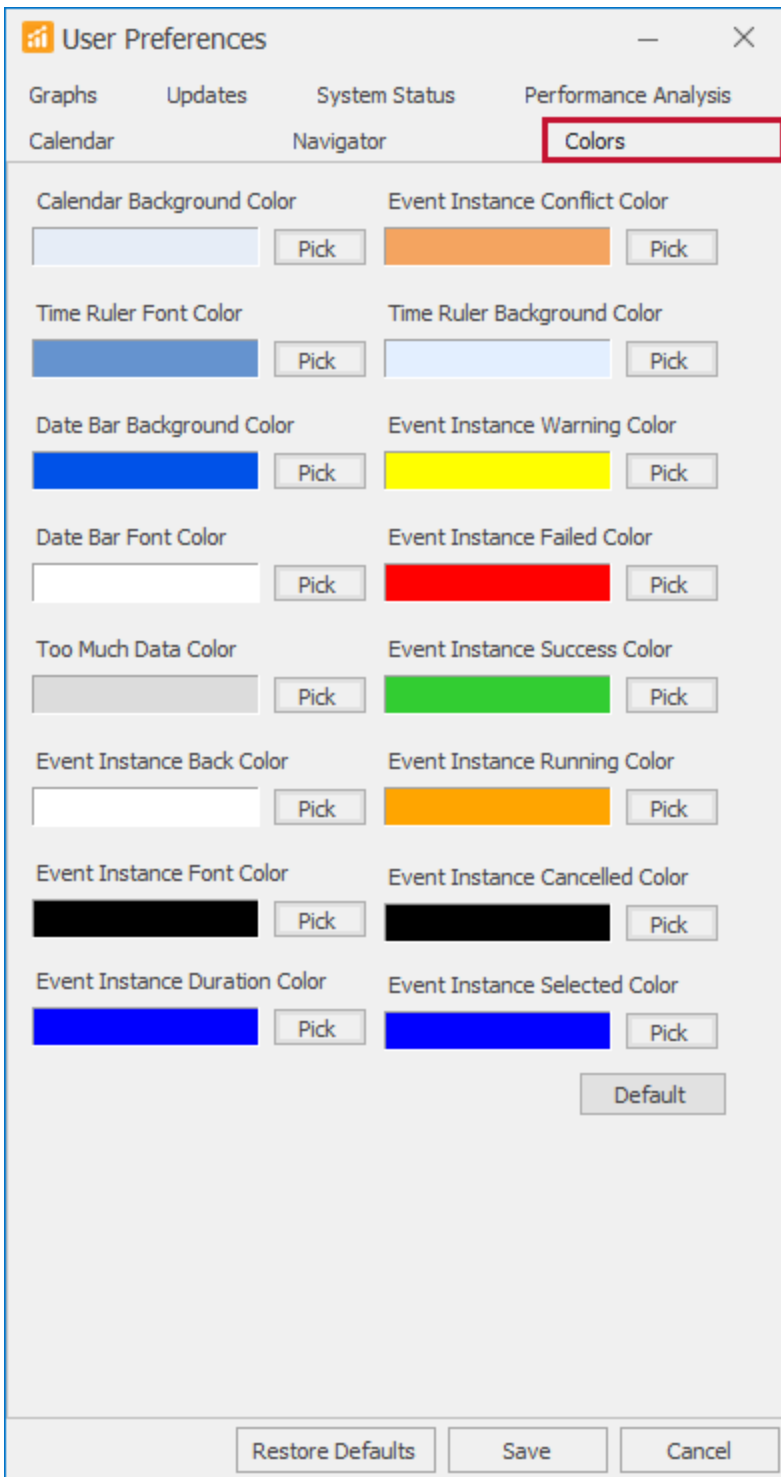 User Preferences
Graphs Updates System Status Performance Analysis
Calendar Navigator Colors
Calendar Background Color Event Instance Conflict Color
Pick Pick
Time Ruler Font Color Time Ruler Background Color
Pick Pick
Date Bar Background Color Event Instance Warning Color
Pick Pick
Date Bar Font Color Event Instance Failed Color
Pick Pick
Too Much Data Color Event Instance Success Color
Pick Pick
Event Instance Back Color Event Instance Running Color
Pick Pick
Event Instance Font Color Event Instance Cancelled Color
Pick Pick
Event Instance Duration Color Event Instance Selected Color
Pick Pick
Default
Restore Defaults Save Cancel